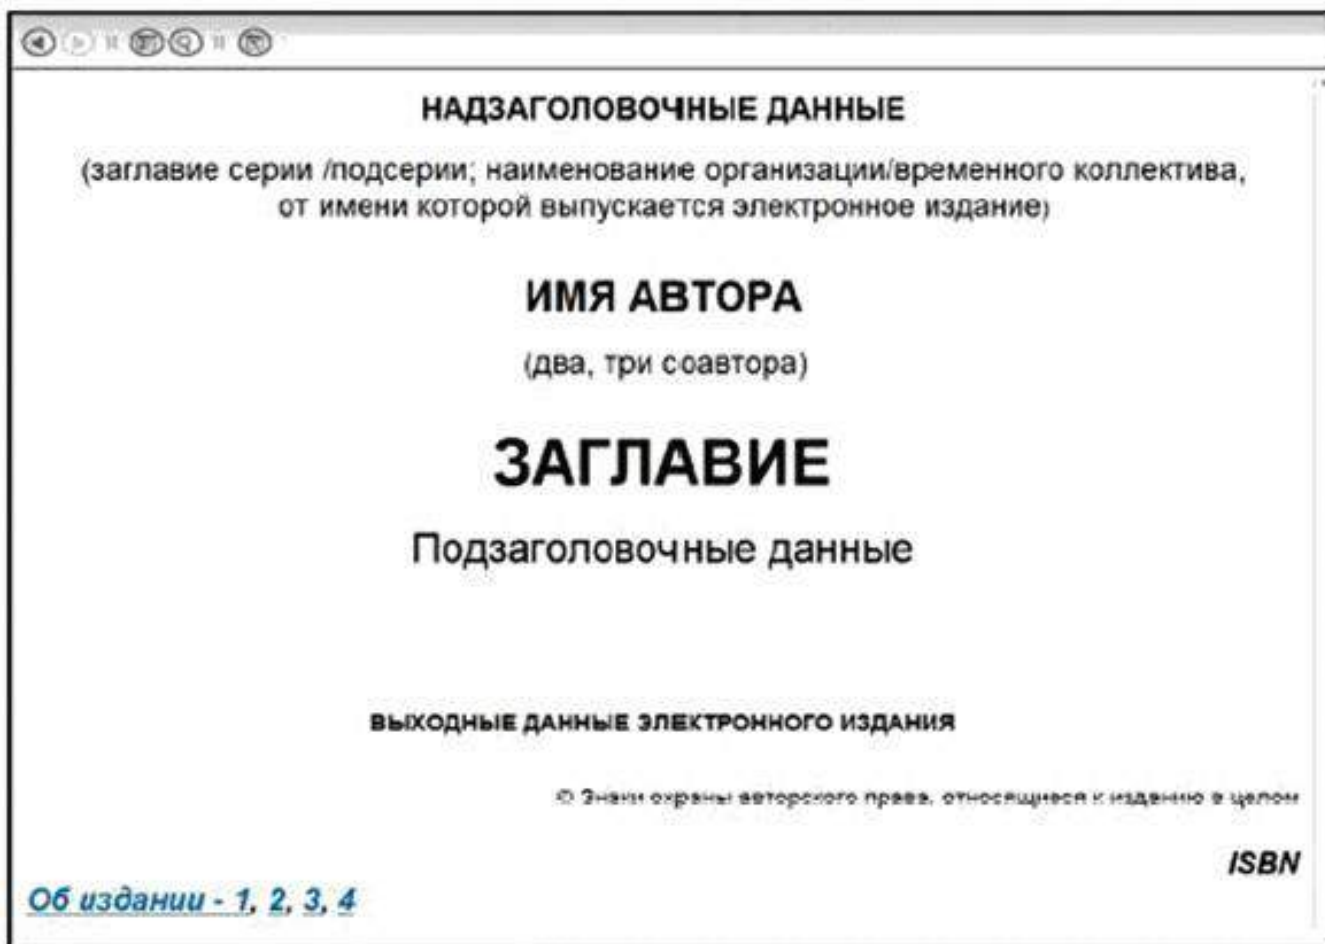 НАДЗАГОЛОВОЧНЫЕ ДАННЫЕ
(заглавие серии /подсерии; наименование организации/временного коллектива,
от имени которой выпускается электронное издание)
ИМЯ АВТОРА
(два, три соавтора)
ЗАГЛАВИЕ
Подзаголовочные данные
ВЫХОДНЫЕ ДАННЫЕ ЭЛЕКТРОННОГО ИЗДАНИЯ
© Знаки охраны авторского права, относящиеся к изданию в целом
ISBN
Об издании - 1, 2, 3, 4